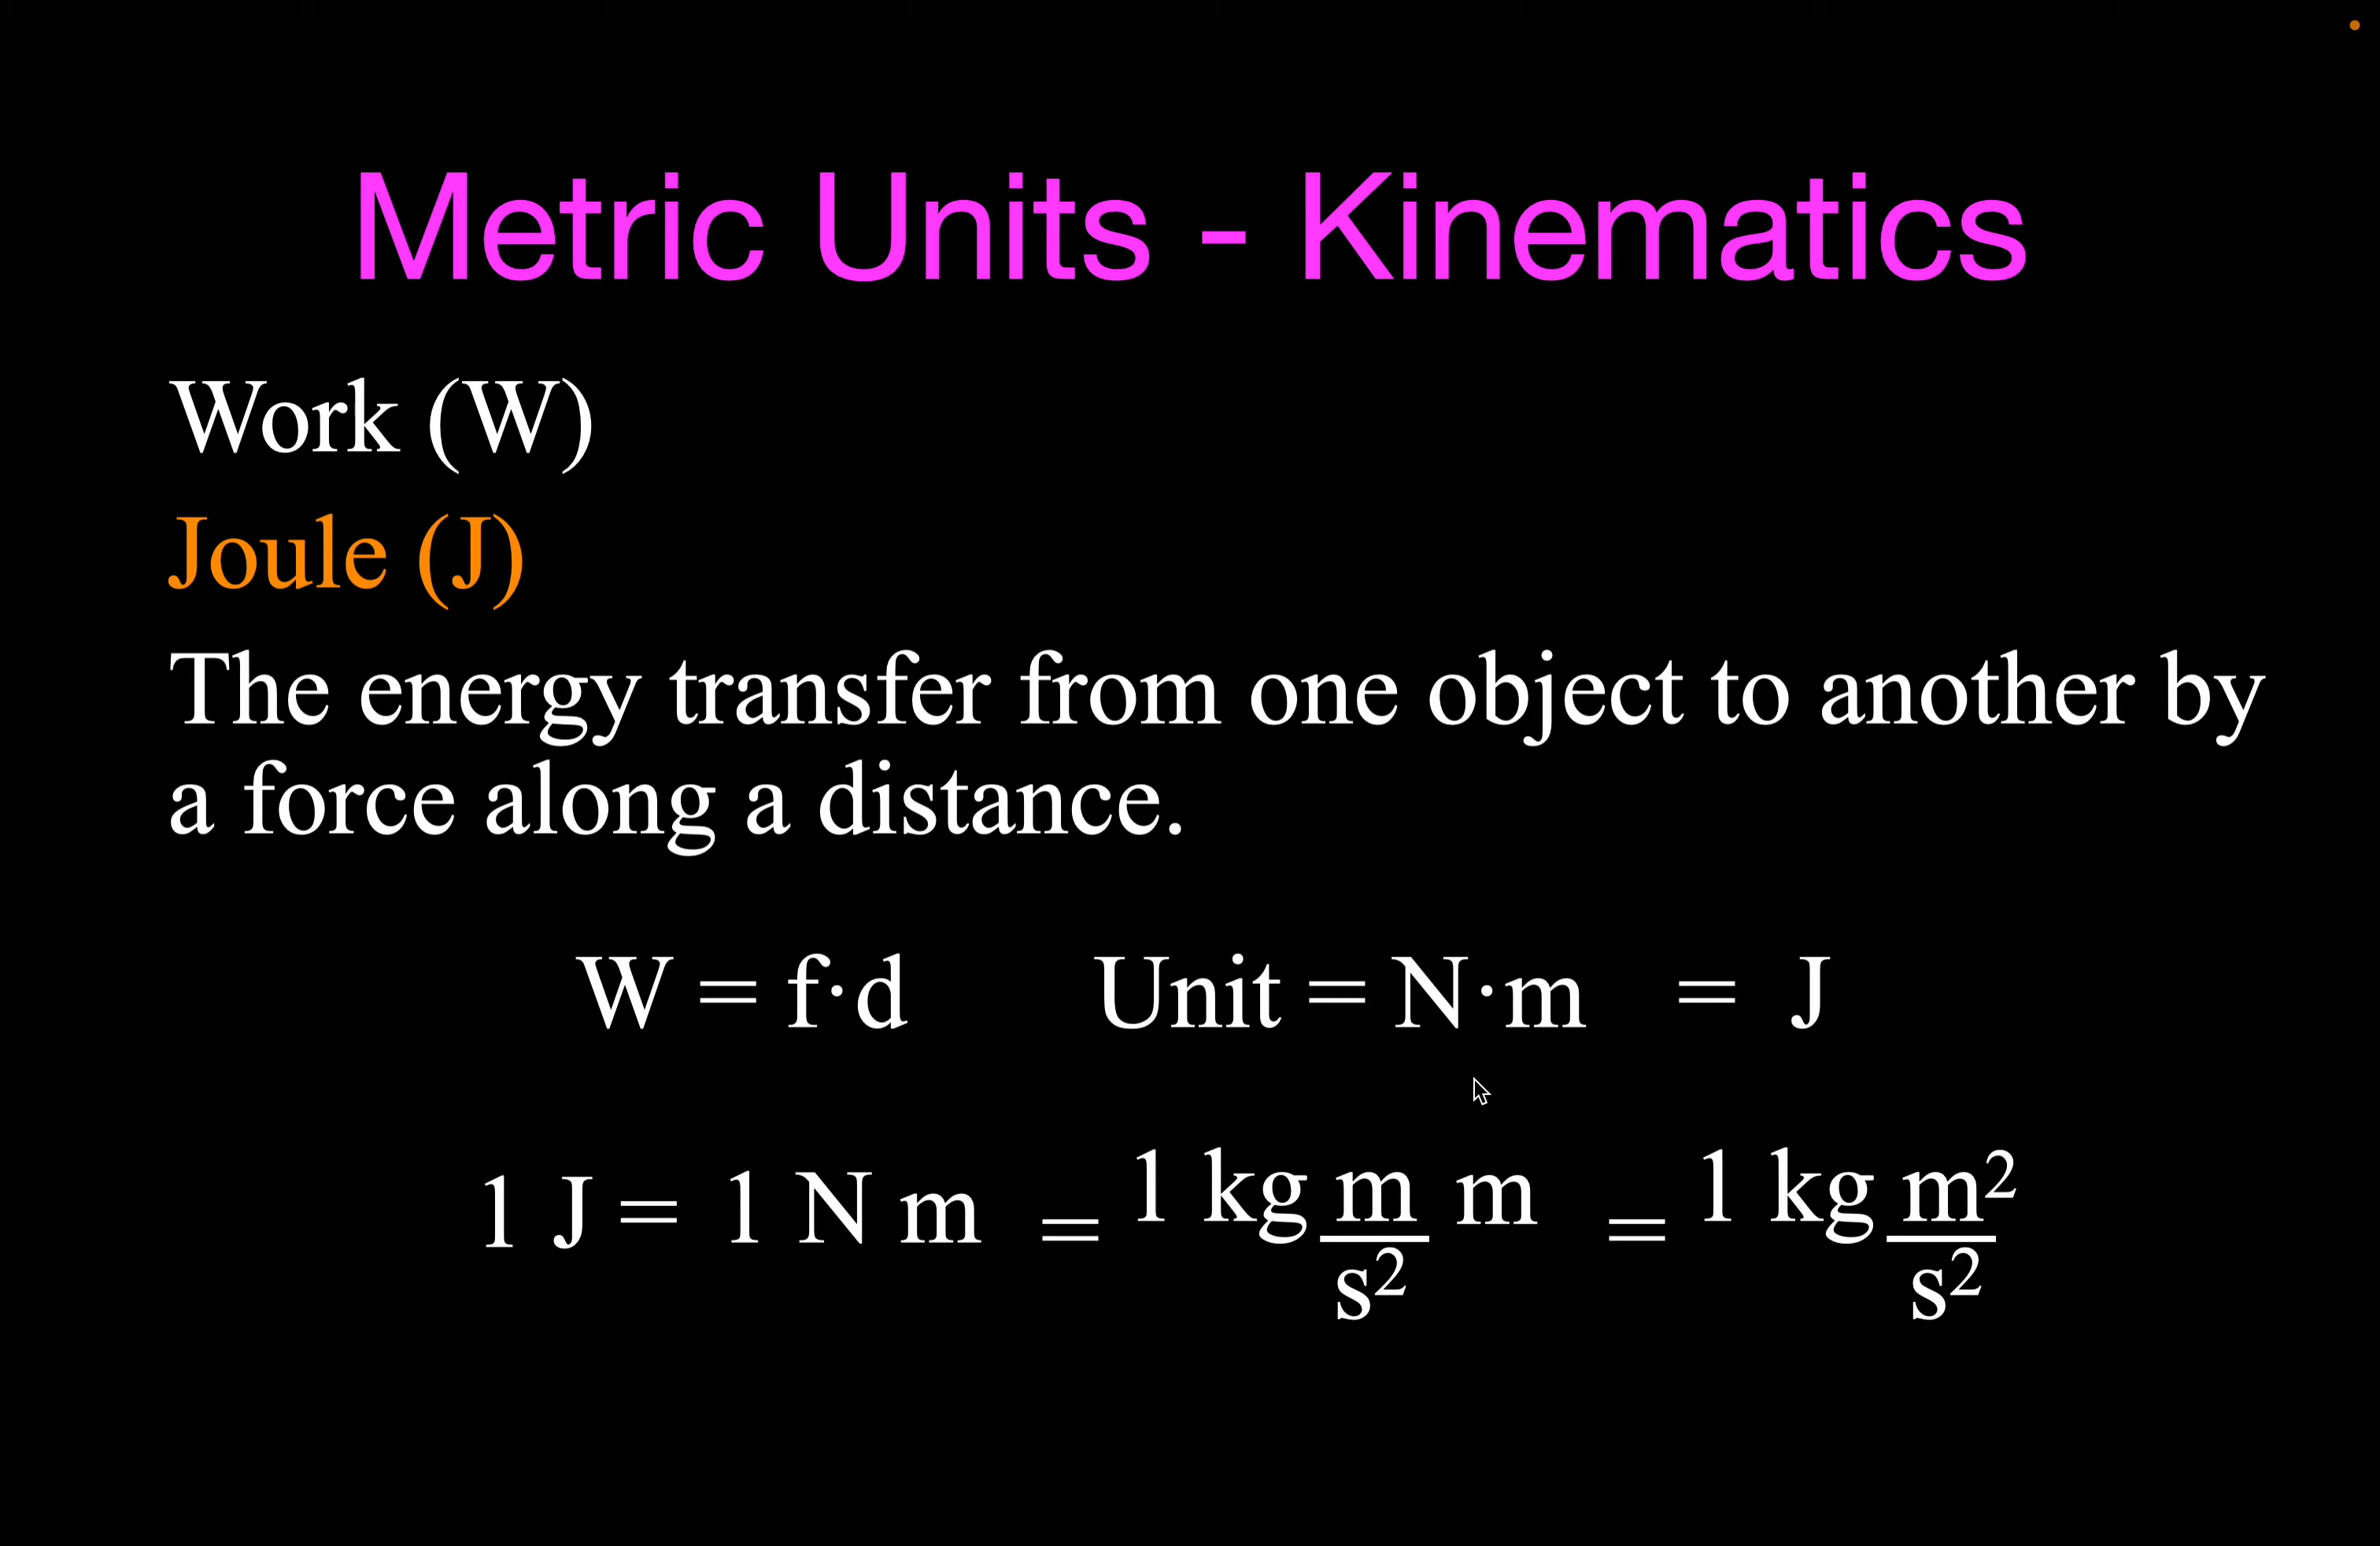 Metric Units - Kinematics
Work (W)
Joule (J)
The energy transfer from one object to another by
a force along a distance.
W = f·d Unit = N·m = J
1 J = 1 N m = 1 kg m/s² m = 1 kg m²/s²